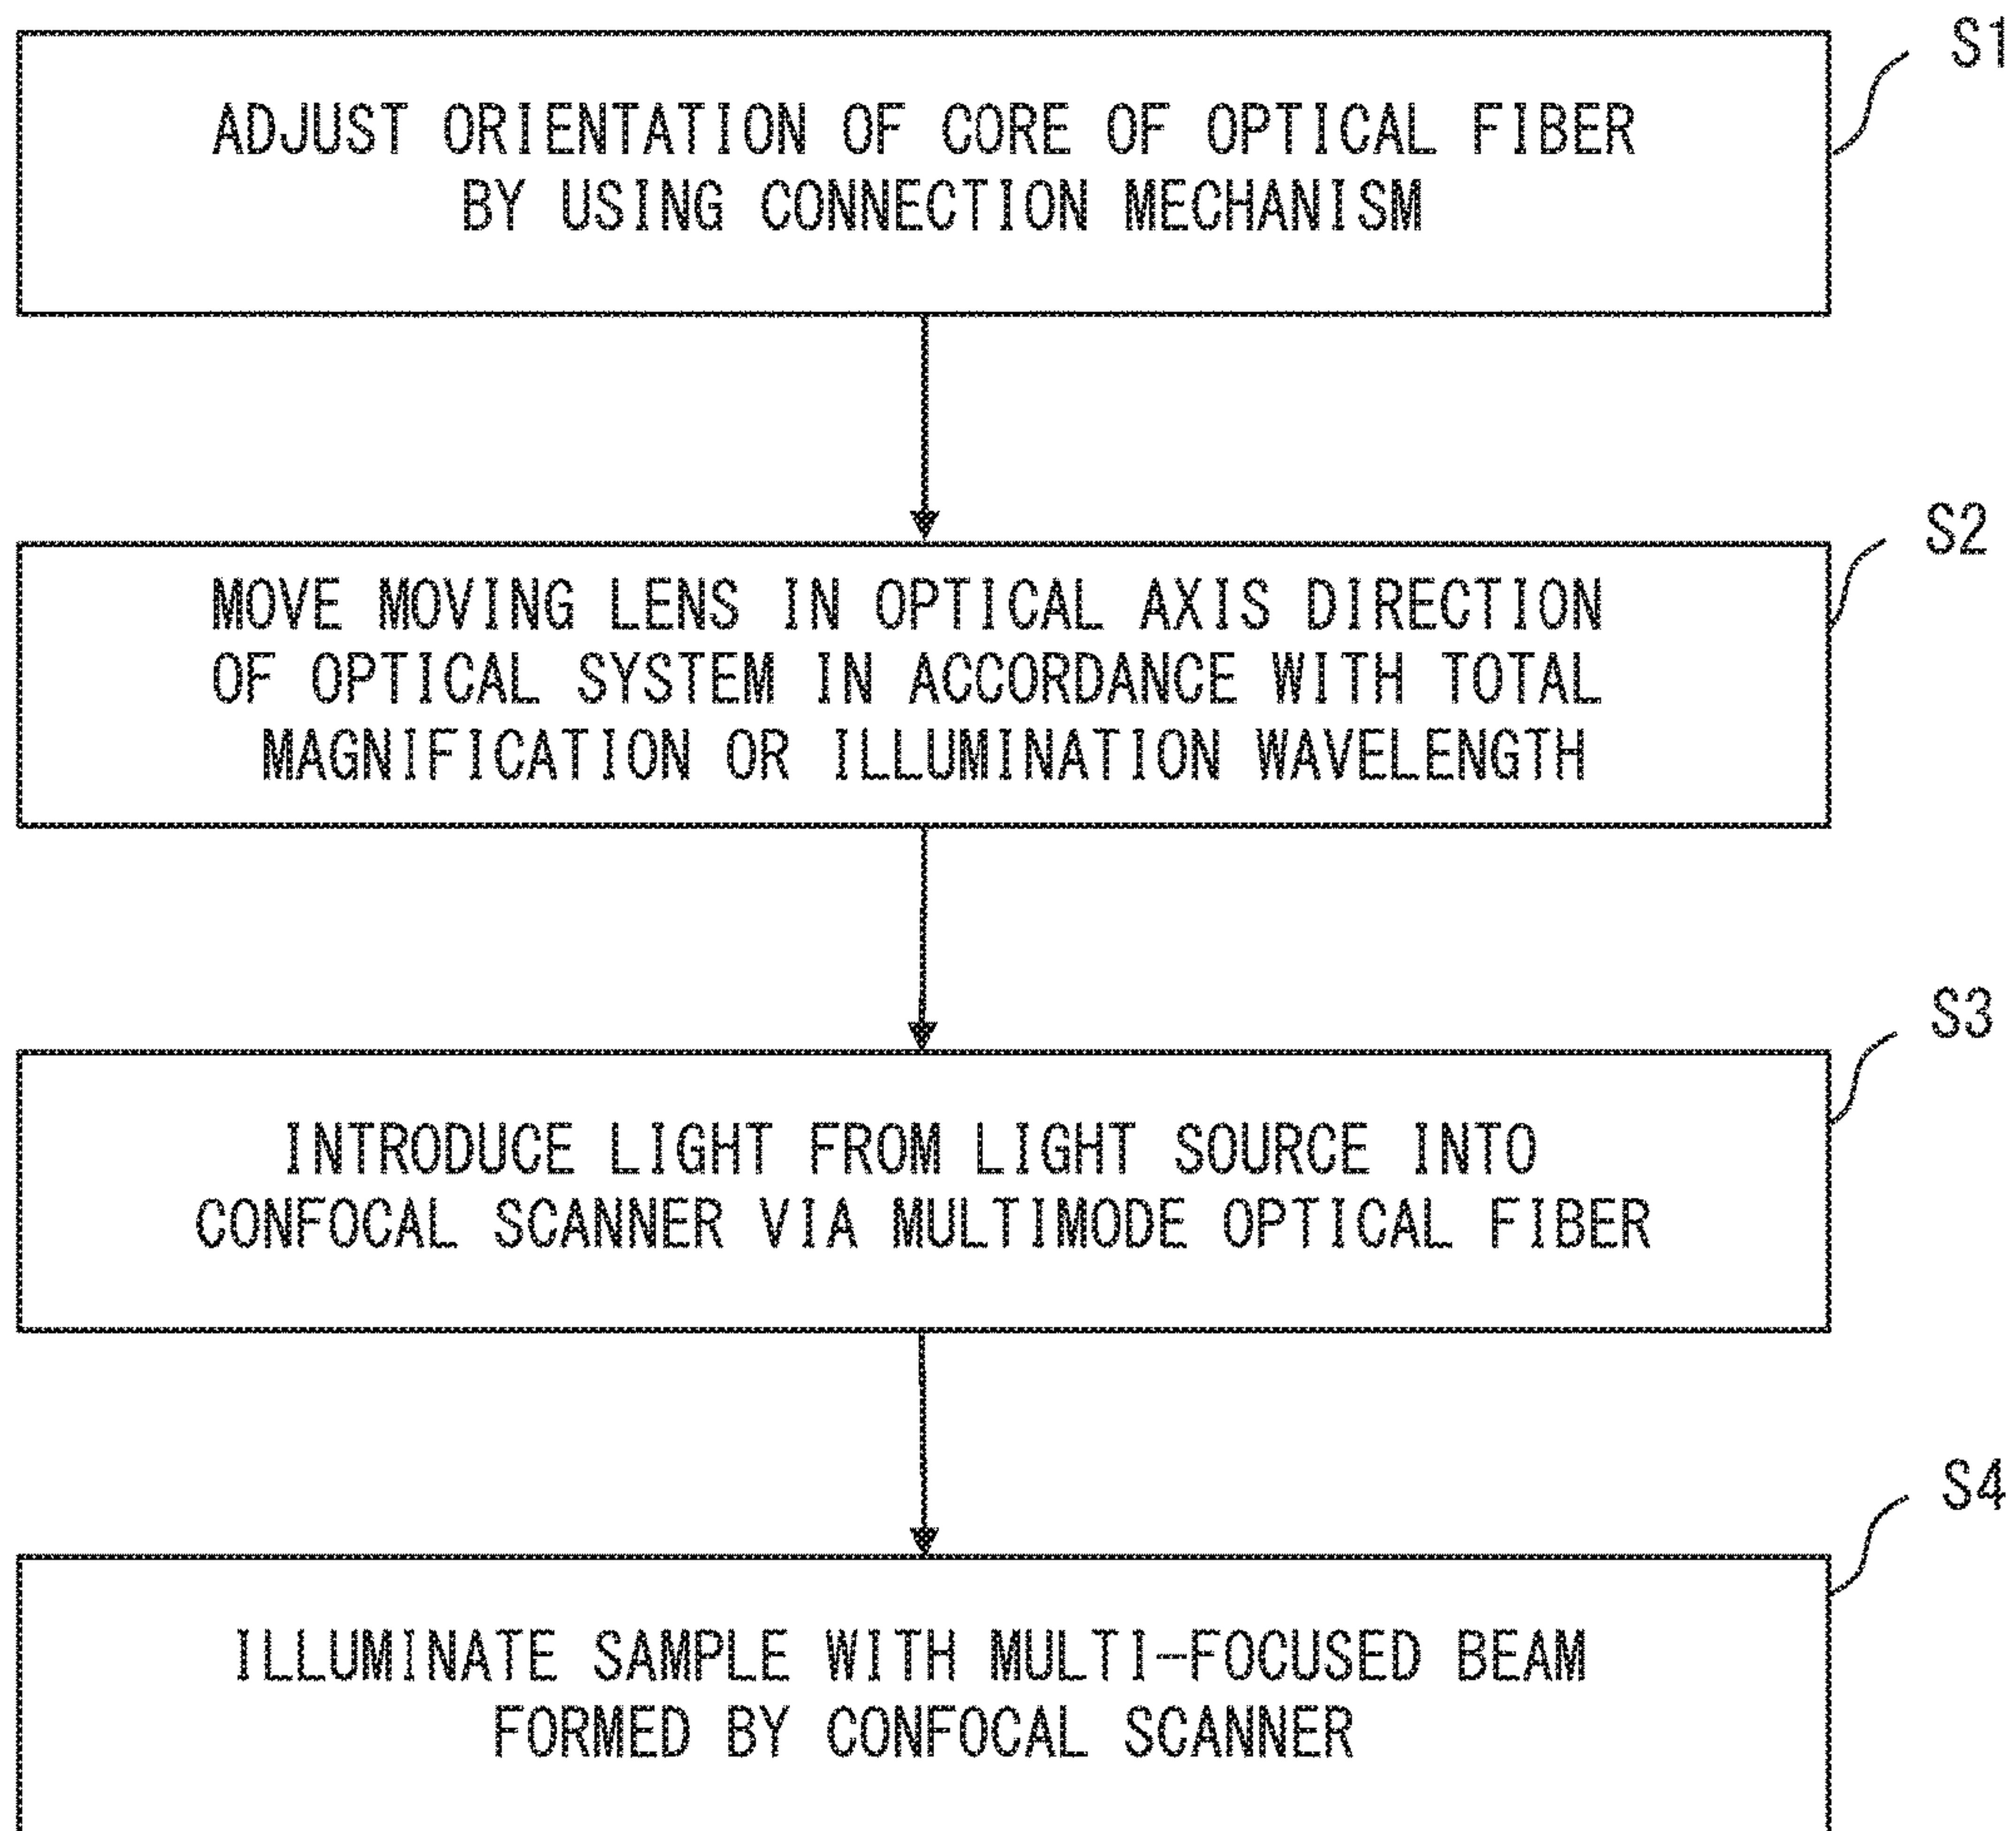 S1
ADJUST ORIENTATION OF CORE OF OPTICAL FIBER
BY USING CONNECTION MECHANISM
S2
MOVE MOVING LENS IN OPTICAL AXIS DIRECTION
OF OPTICAL SYSTEM IN ACCORDANCE WITH TOTAL
MAGNIFICATION OR ILLUMINATION WAVELENGTH
S3
INTRODUCE LIGHT FROM LIGHT SOURCE INTO
CONFOCAL SCANNER VIA MULTIMODE OPTICAL FIBER
S4
ILLUMINATE SAMPLE WITH MULTI-FOCUSED BEAM
FORMED BY CONFOCAL SCANNER